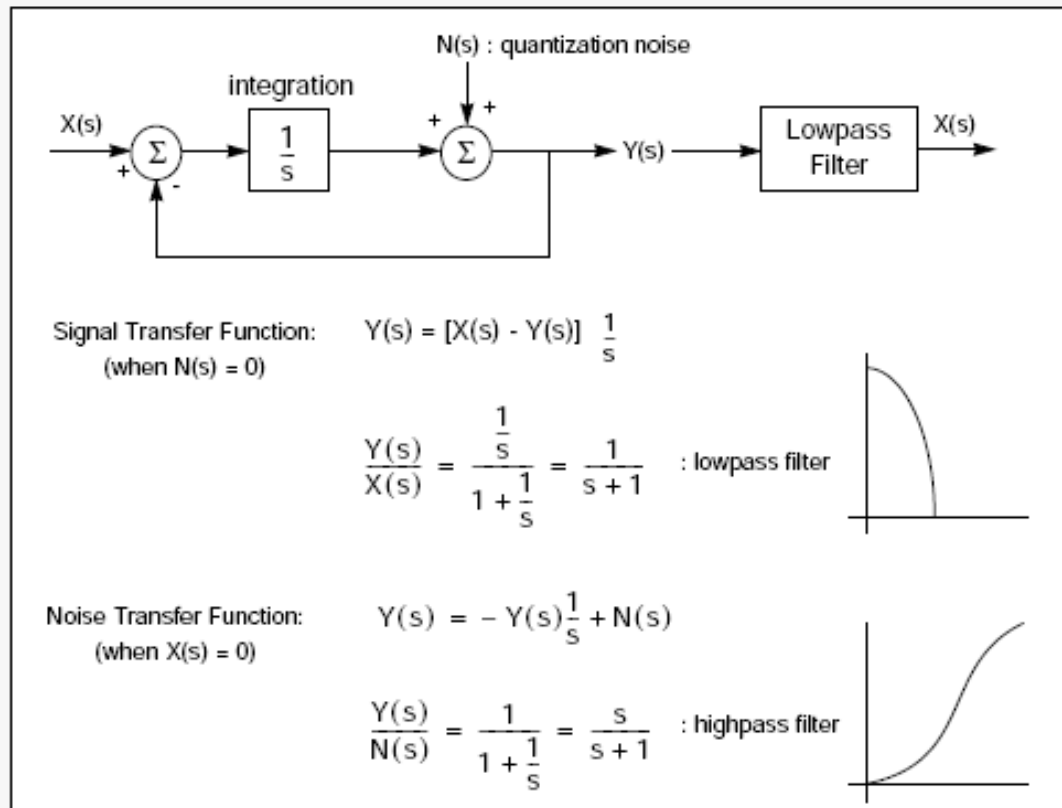 N(s) : quantization noise
integration
X(s)
+
-
Σ
1
s
+
+
Σ
Y(s)
Lowpass
Filter
X(s)
Signal Transfer Function:
(when N(s) = 0)
Y(s) = [X(s) - Y(s)] 1/s
Y(s)/X(s) = (1/s)/(1 + 1/s) = 1/(s + 1) : lowpass filter
Noise Transfer Function:
(when X(s) = 0)
Y(s) = - Y(s) 1/s + N(s)
Y(s)/N(s) = 1/(1 + 1/s) = s/(s + 1) : highpass filter